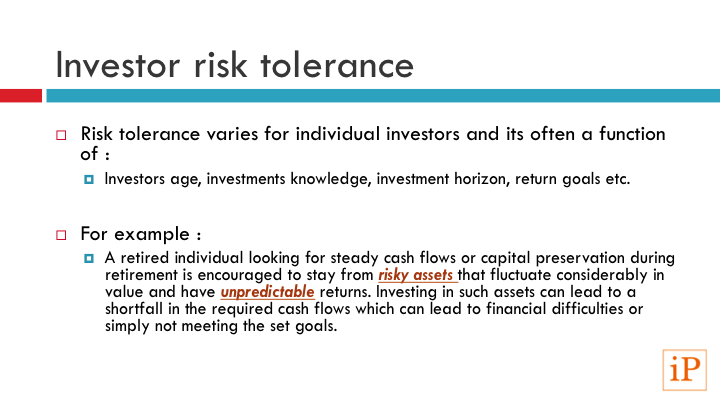 Investor risk tolerance
Risk tolerance varies for individual investors and its often a function
of :
Investors age, investments knowledge, investment horizon, return goals etc.
For example :
A retired individual looking for steady cash flows or capital preservation during
retirement is encouraged to stay from risky assets that fluctuate considerably in
value and have unpredictable returns. Investing in such assets can lead to a
shortfall in the required cash flows which can lead to financial difficulties or
simply not meeting the set goals.
iP